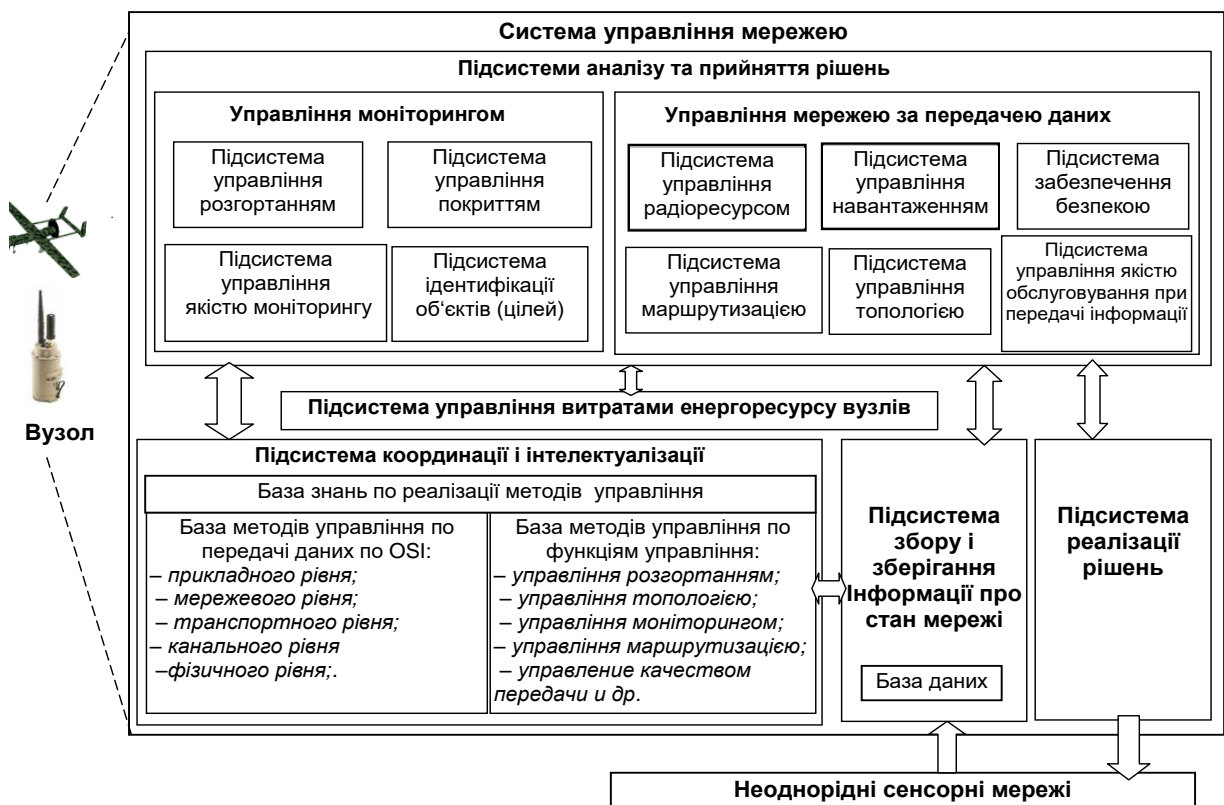 Система управління мережею
Підсистеми аналізу та прийняття рішень
Управління моніторингом
Підсистема
управління
розгортанням
Підсистема
управління
покриттям
Підсистема
управління
якістю моніторингу
Підсистема
ідентифікації
об‘єктів (цілей)
Управління мережею за передачею даних
Підсистема
управління
радіоресурсом
Підсистема
управління
навантаженням
Підсистема
забезпечення
безпекою
Підсистема
управління
маршрутизацією
Підсистема
управління
топологією
Підсистема
управління якістю
обслуговування при
передачі інформації
Вузол
Підсистема управління витратами енергоресурсу вузлів
Підсистема координації і інтелектуалізації
База знань по реалізації методів управління
База методів управління по
передачі даних по OSI:
– прикладного рівня;
– мережевого рівня;
– транспортного рівня;
– канального рівня
–фізичного рівня;.
База методів управління по
функціям управління:
– управління розгортанням;
– управління топологією;
– управління моніторингом;
– управління маршрутизацією;
– управление качеством
передачи и др.
Підсистема
збору і
зберігання
Інформації про
стан мережі
База даних
Підсистема
реалізації
рішень
Неоднорідні сенсорні мережі